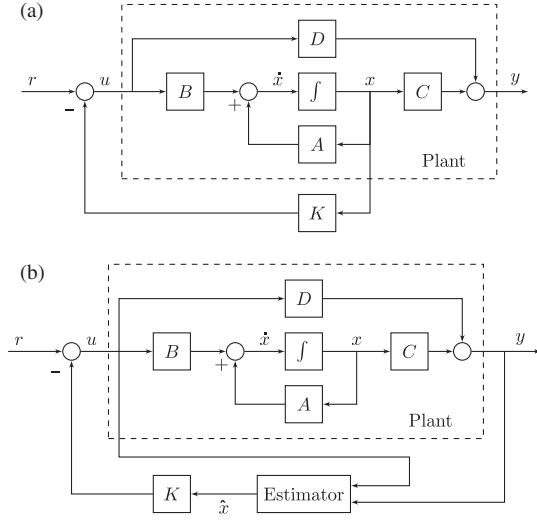 (a)
D
r
u
B
+
ẋ
∫
x
C
y
−
A
Plant
K
(b)
D
r
u
B
+
ẋ
∫
x
C
y
−
A
Plant
K
x̂
Estimator